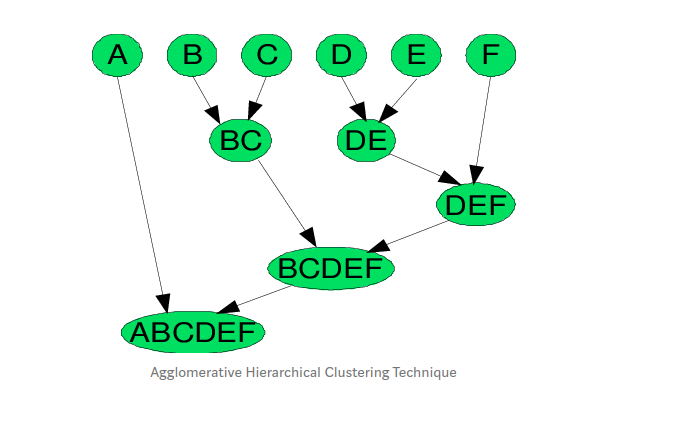 A B C D E F
BC DE
DEF
BCDEF
ABCDEF
Agglomerative Hierarchical Clustering Technique